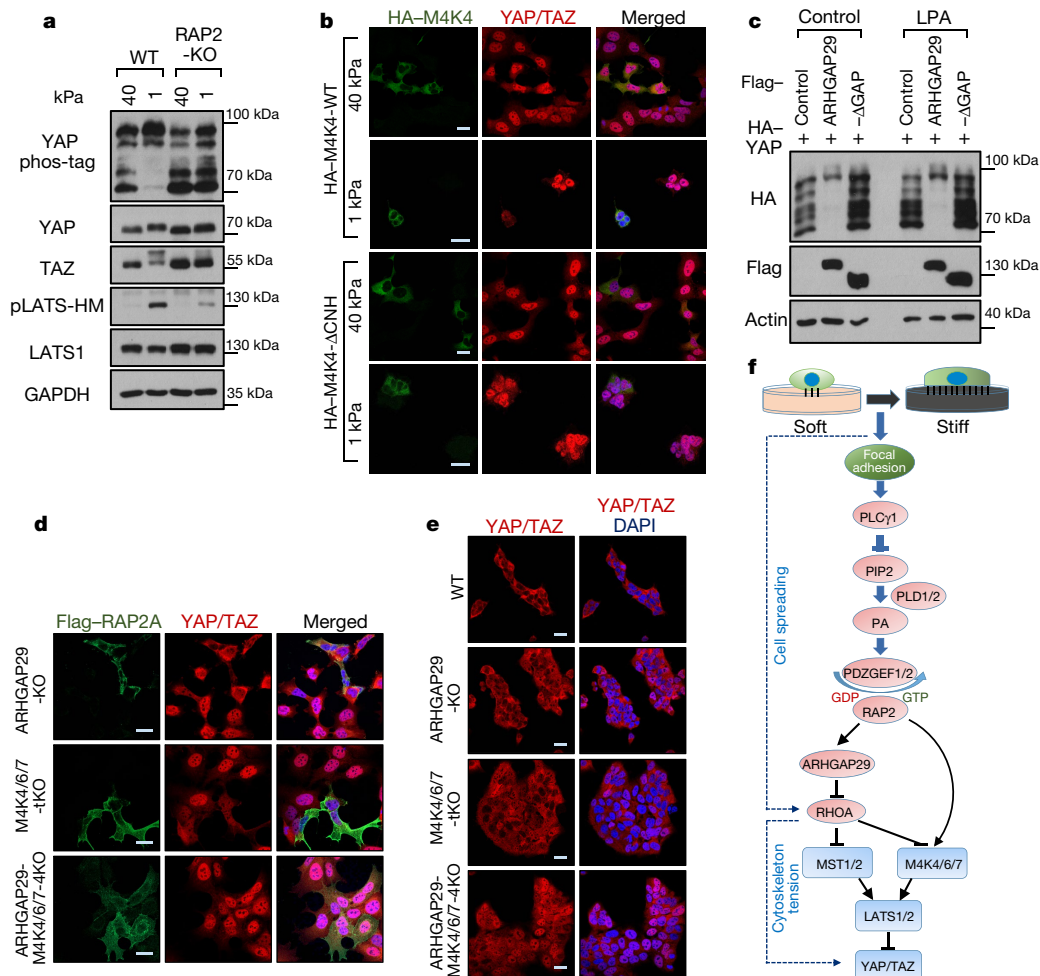 a
WT
RAP2
-KO
kPa
40
1
40
1
YAP
phos-tag
100 kDa
70 kDa
YAP
70 kDa
TAZ
55 kDa
pLATS-HM
130 kDa
LATS1
130 kDa
GAPDH
35 kDa
b
HA–M4K4
YAP/TAZ
Merged
HA–M4K4-WT
40 kPa
1 kPa
HA–M4K4-ΔCNH
40 kPa
1 kPa
c
Control
LPA
Flag–
Control
ARHGAP29
-ΔGAP
Control
ARHGAP29
-ΔGAP
HA–
YAP
+ + + + + +
HA
100 kDa
70 kDa
Flag
130 kDa
Actin
40 kDa
d
Flag–RAP2A
YAP/TAZ
Merged
ARHGAP29
-KO
M4K4/6/7
-tKO
ARHGAP29-
M4K4/6/7-4KO
e
YAP/TAZ
YAP/TAZ
DAPI
WT
ARHGAP29
-KO
M4K4/6/7
-tKO
ARHGAP29-
M4K4/6/7-4KO
f
Soft
Stiff
Focal
adhesion
PLCγ1
PIP2
PLD1/2
PA
PDZGEF1/2
GDP
GTP
RAP2
ARHGAP29
RHOA
MST1/2
M4K4/6/7
LATS1/2
YAP/TAZ
Cell spreading
Cytoskeleton
tension